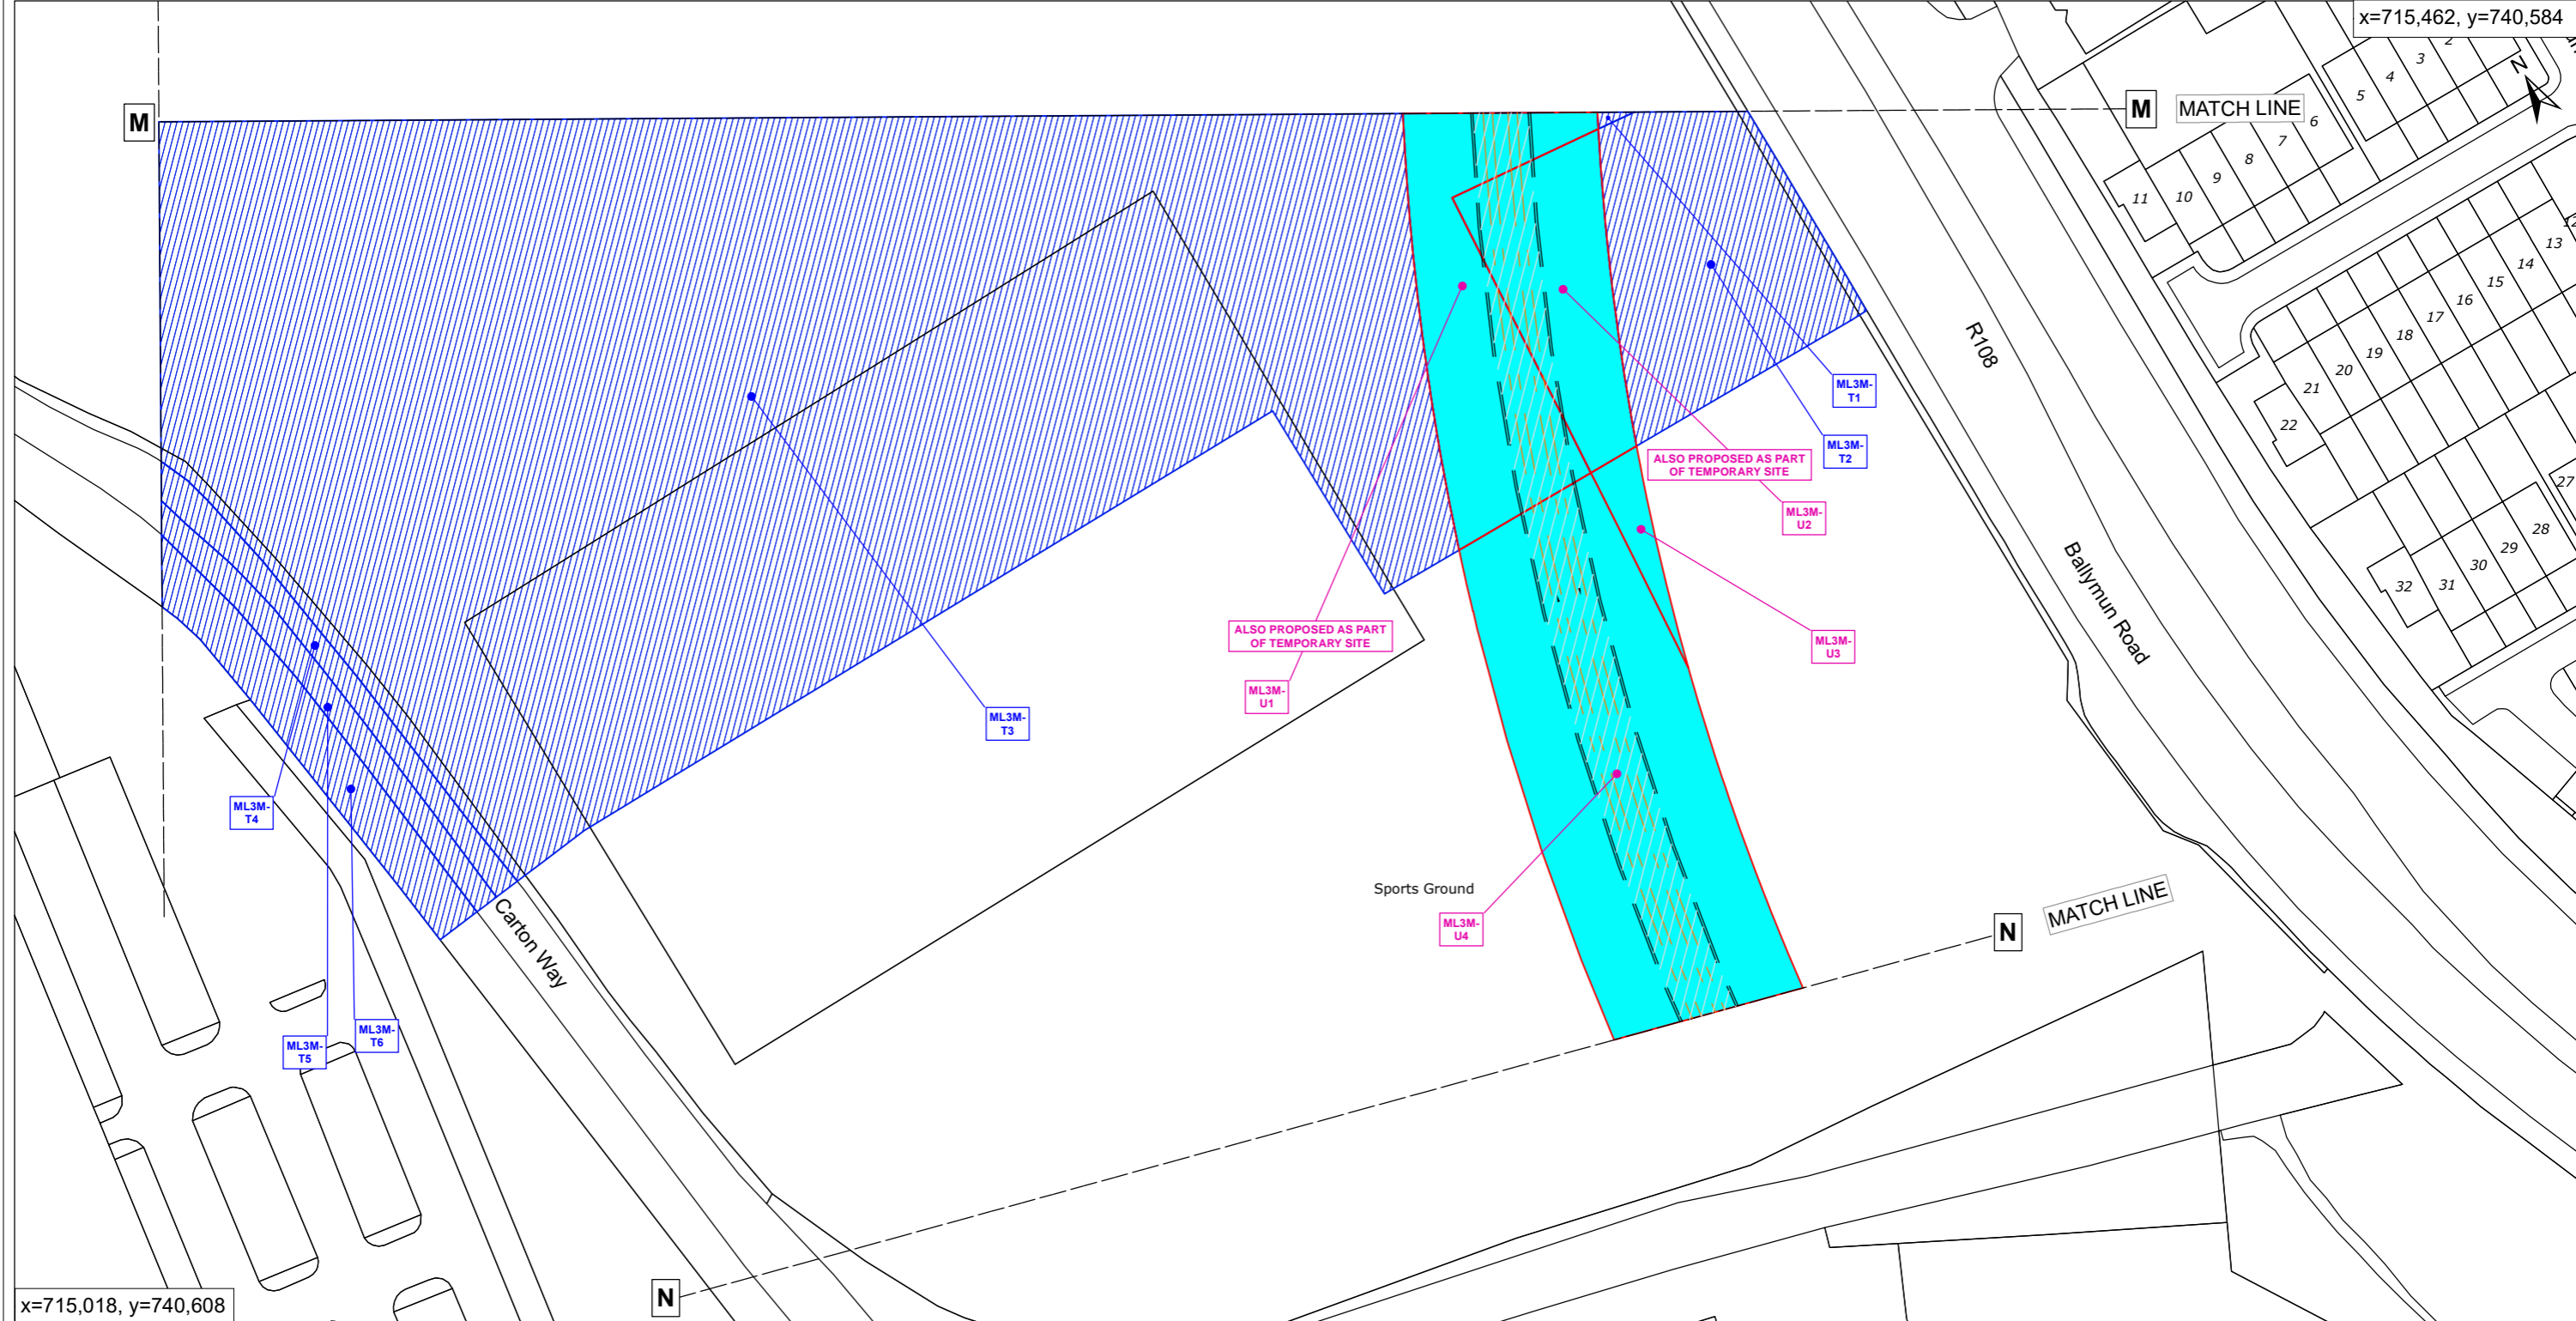 x=715,462, y=740,584
N
M
M
MATCH LINE
2
3
4
5
6
7
8
9
10
11
13
14
15
16
17
18
19
20
21
22
27
28
29
30
31
32
R108
Ballymun Road
ML3M-
T1
ML3M-
T2
ALSO PROPOSED AS PART
OF TEMPORARY SITE
ML3M-
U2
ML3M-
U3
ALSO PROPOSED AS PART
OF TEMPORARY SITE
ML3M-
U1
ML3M-
T3
ML3M-
T4
Sports Ground
ML3M-
U4
MATCH LINE
N
Carton Way
ML3M-
T5
ML3M-
T6
N
x=715,018, y=740,608